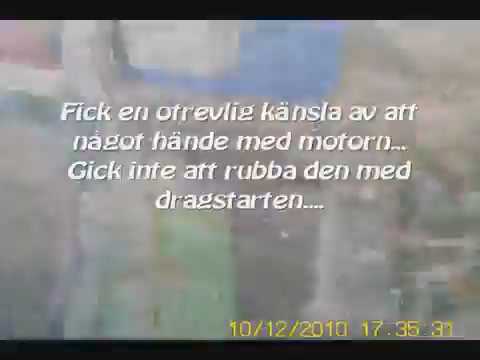 Fick en otrevlig känsla av att
något hände med motorn...
Gick inte att rubba den med
dragstarten....
10/12/2010 17:35:31